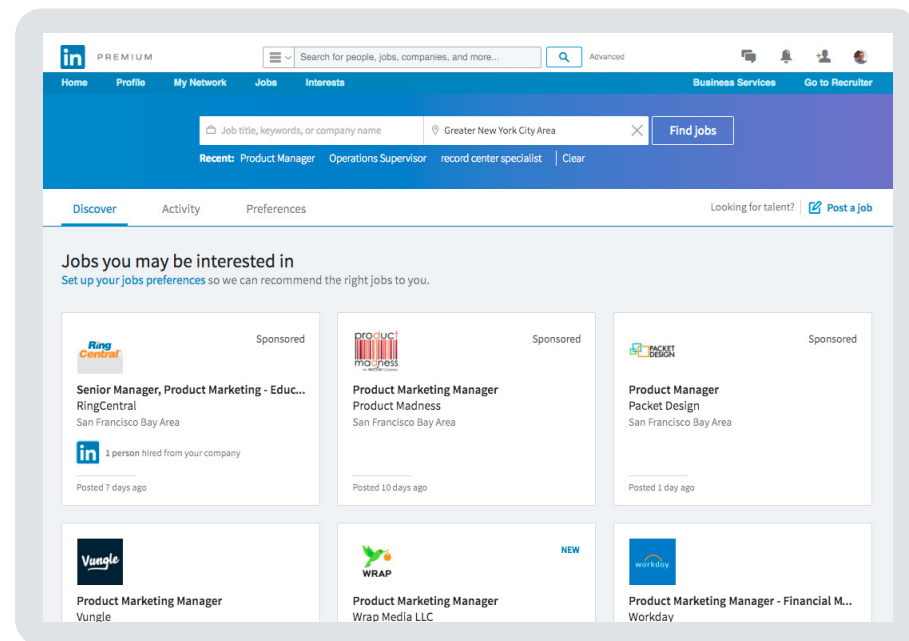 in PREMIUM
Search for people, jobs, companies, and more...
Advanced
Home Profile My Network Jobs Interests Business Services Go to Recruiter
Job title, keywords, or company name Greater New York City Area Find jobs
Recent: Product Manager Operations Supervisor record center specialist Clear
Discover Activity Preferences Looking for talent? Post a job
Jobs you may be interested in
Set up your jobs preferences so we can recommend the right jobs to you.
Ring
Central
Sponsored
Senior Manager, Product Marketing - Educ...
RingCentral
San Francisco Bay Area
in 1 person hired from your company
Posted 7 days ago
product
madness
Sponsored
Product Marketing Manager
Product Madness
San Francisco Bay Area
Posted 10 days ago
PACKET
DESIGN
Sponsored
Product Manager
Packet Design
San Francisco Bay Area
Posted 1 day ago
Vungle
Product Marketing Manager
Vungle
WRAP
NEW
Product Marketing Manager
Wrap Media LLC
workday
Product Marketing Manager - Financial M...
Workday